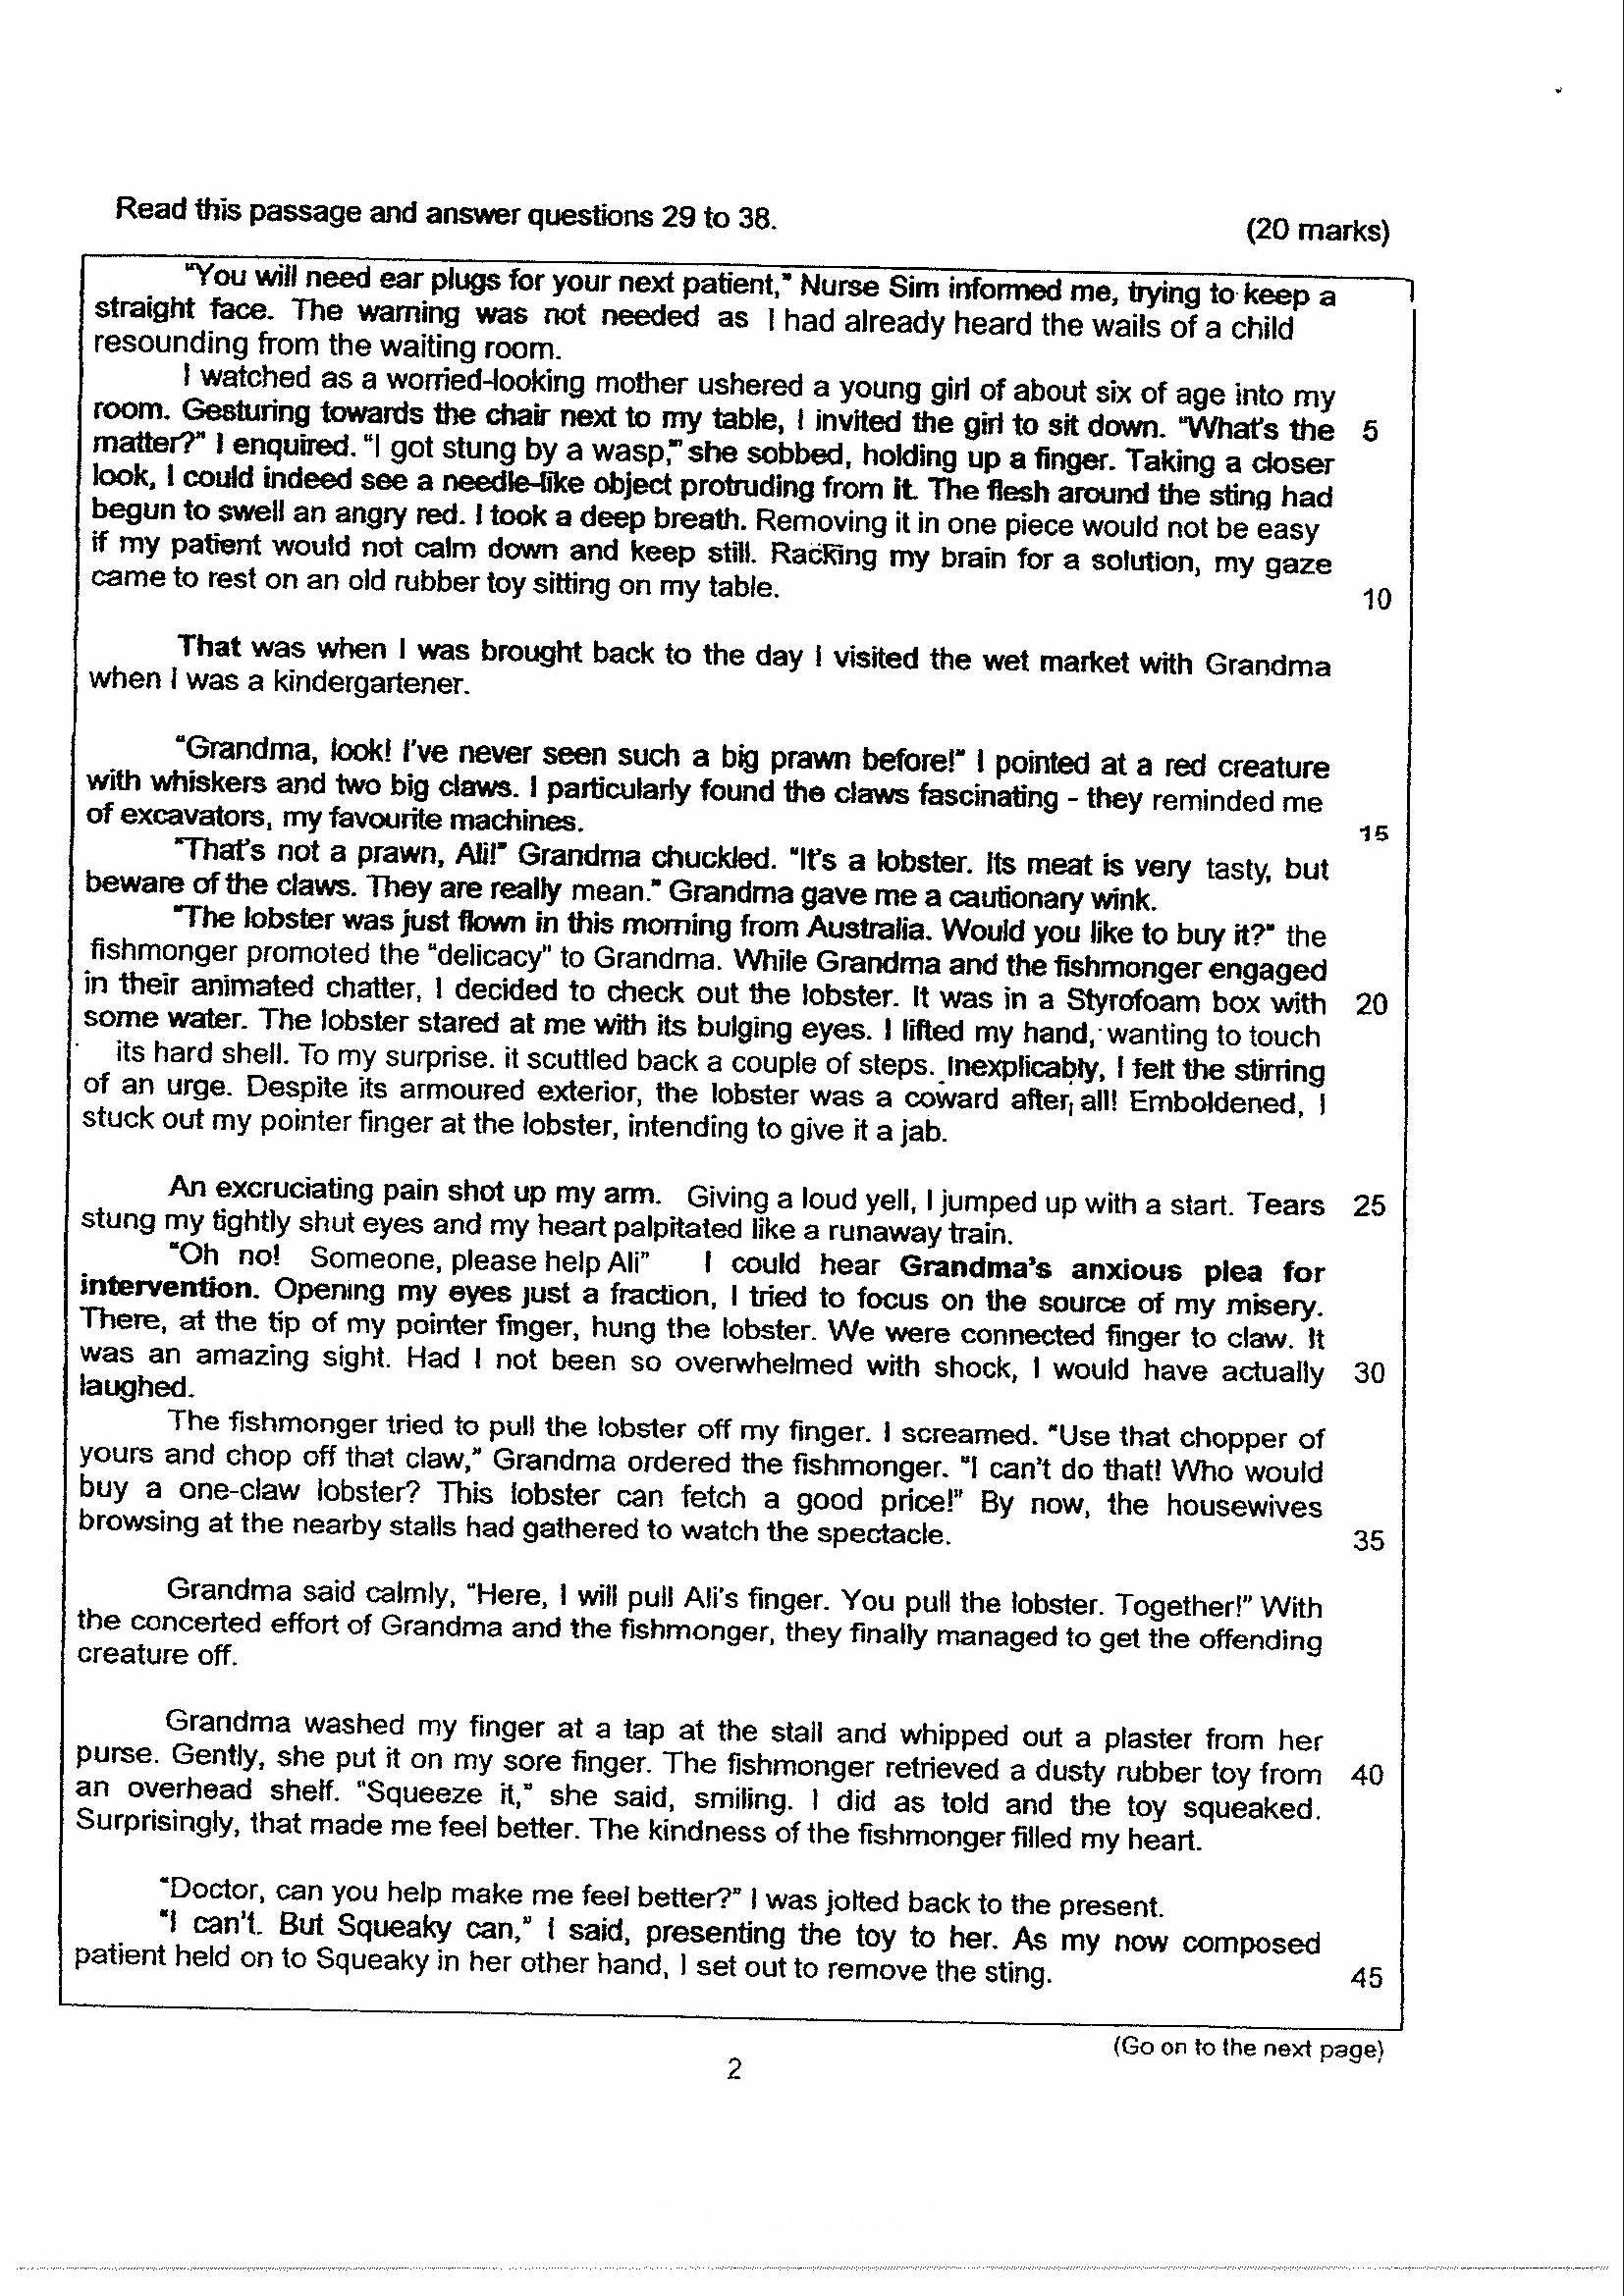 Read this passage and answer questions 29 to 38.
(20 marks)
"You will need ear plugs for your next patient," Nurse Sim informed me, trying to keep a
straight face. The warning was not needed as I had already heard the wails of a child
resounding from the waiting room.
I watched as a worried-looking mother ushered a young girl of about six of age into my
room. Gesturing towards the chair next to my table, I invited the girl to sit down. "What's the 5
matter?" I enquired. "I got stung by a wasp," she sobbed, holding up a finger. Taking a closer
look, I could indeed see a needle-like object protruding from it. The flesh around the sting had
begun to swell an angry red. I took a deep breath. Removing it in one piece would not be easy
if my patient would not calm down and keep still. Racking my brain for a solution, my gaze
came to rest on an old rubber toy sitting on my table. 10
That was when I was brought back to the day I visited the wet market with Grandma
when I was a kindergartener.
"Grandma, look! I've never seen such a big prawn before!" I pointed at a red creature
with whiskers and two big claws. I particularly found the claws fascinating - they reminded me
of excavators, my favourite machines. 15
"That's not a prawn, Ali!" Grandma chuckled. "It's a lobster. Its meat is very tasty, but
beware of the claws. They are really mean." Grandma gave me a cautionary wink.
"The lobster was just flown in this morning from Australia. Would you like to buy it?" the
fishmonger promoted the "delicacy" to Grandma. While Grandma and the fishmonger engaged
in their animated chatter, I decided to check out the lobster. It was in a Styrofoam box with 20
some water. The lobster stared at me with its bulging eyes. I lifted my hand, wanting to touch
its hard shell. To my surprise. it scuttled back a couple of steps. Inexplicably, I felt the stirring
of an urge. Despite its armoured exterior, the lobster was a coward after, all! Emboldened, I
stuck out my pointer finger at the lobster, intending to give it a jab.
An excruciating pain shot up my arm. Giving a loud yell, I jumped up with a start. Tears 25
stung my tightly shut eyes and my heart palpitated like a runaway train.
"Oh no! Someone, please help Ali" I could hear Grandma's anxious plea for
intervention. Opening my eyes just a fraction, I tried to focus on the source of my misery.
There, at the tip of my pointer finger, hung the lobster. We were connected finger to claw. It
was an amazing sight. Had I not been so overwhelmed with shock, I would have actually 30
laughed.
The fishmonger tried to pull the lobster off my finger. I screamed. "Use that chopper of
yours and chop off that claw," Grandma ordered the fishmonger. "I can't do that! Who would
buy a one-claw lobster? This lobster can fetch a good price!" By now, the housewives
browsing at the nearby stalls had gathered to watch the spectacle. 35
Grandma said calmly, "Here, I will pull Ali's finger. You pull the lobster. Together!" With
the concerted effort of Grandma and the fishmonger, they finally managed to get the offending
creature off.
Grandma washed my finger at a tap at the stall and whipped out a plaster from her
purse. Gently, she put it on my sore finger. The fishmonger retrieved a dusty rubber toy from 40
an overhead shelf. "Squeeze it," she said, smiling. I did as told and the toy squeaked.
Surprisingly, that made me feel better. The kindness of the fishmonger filled my heart.
"Doctor, can you help make me feel better?" I was jolted back to the present.
"I can't. But Squeaky can," I said, presenting the toy to her. As my now composed
patient held on to Squeaky in her other hand, I set out to remove the sting. 45
(Go on to the next page)
2